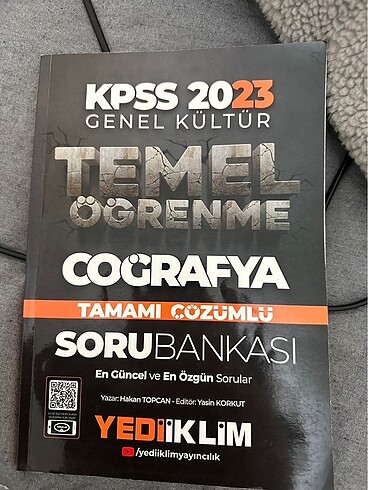 KPSS 2023
GENEL KÜLTÜR
TEMEL
ÖĞRENME
COĞRAFYA
TAMAMI ÇÖZÜMLÜ
SORUBANKASI
En Güncel ve En Özgün Sorular
Yazar: Hakan TOPCAN - Editör: Yasin KORKUT
YEDİİKLİM
/yediiklimyayıncılık